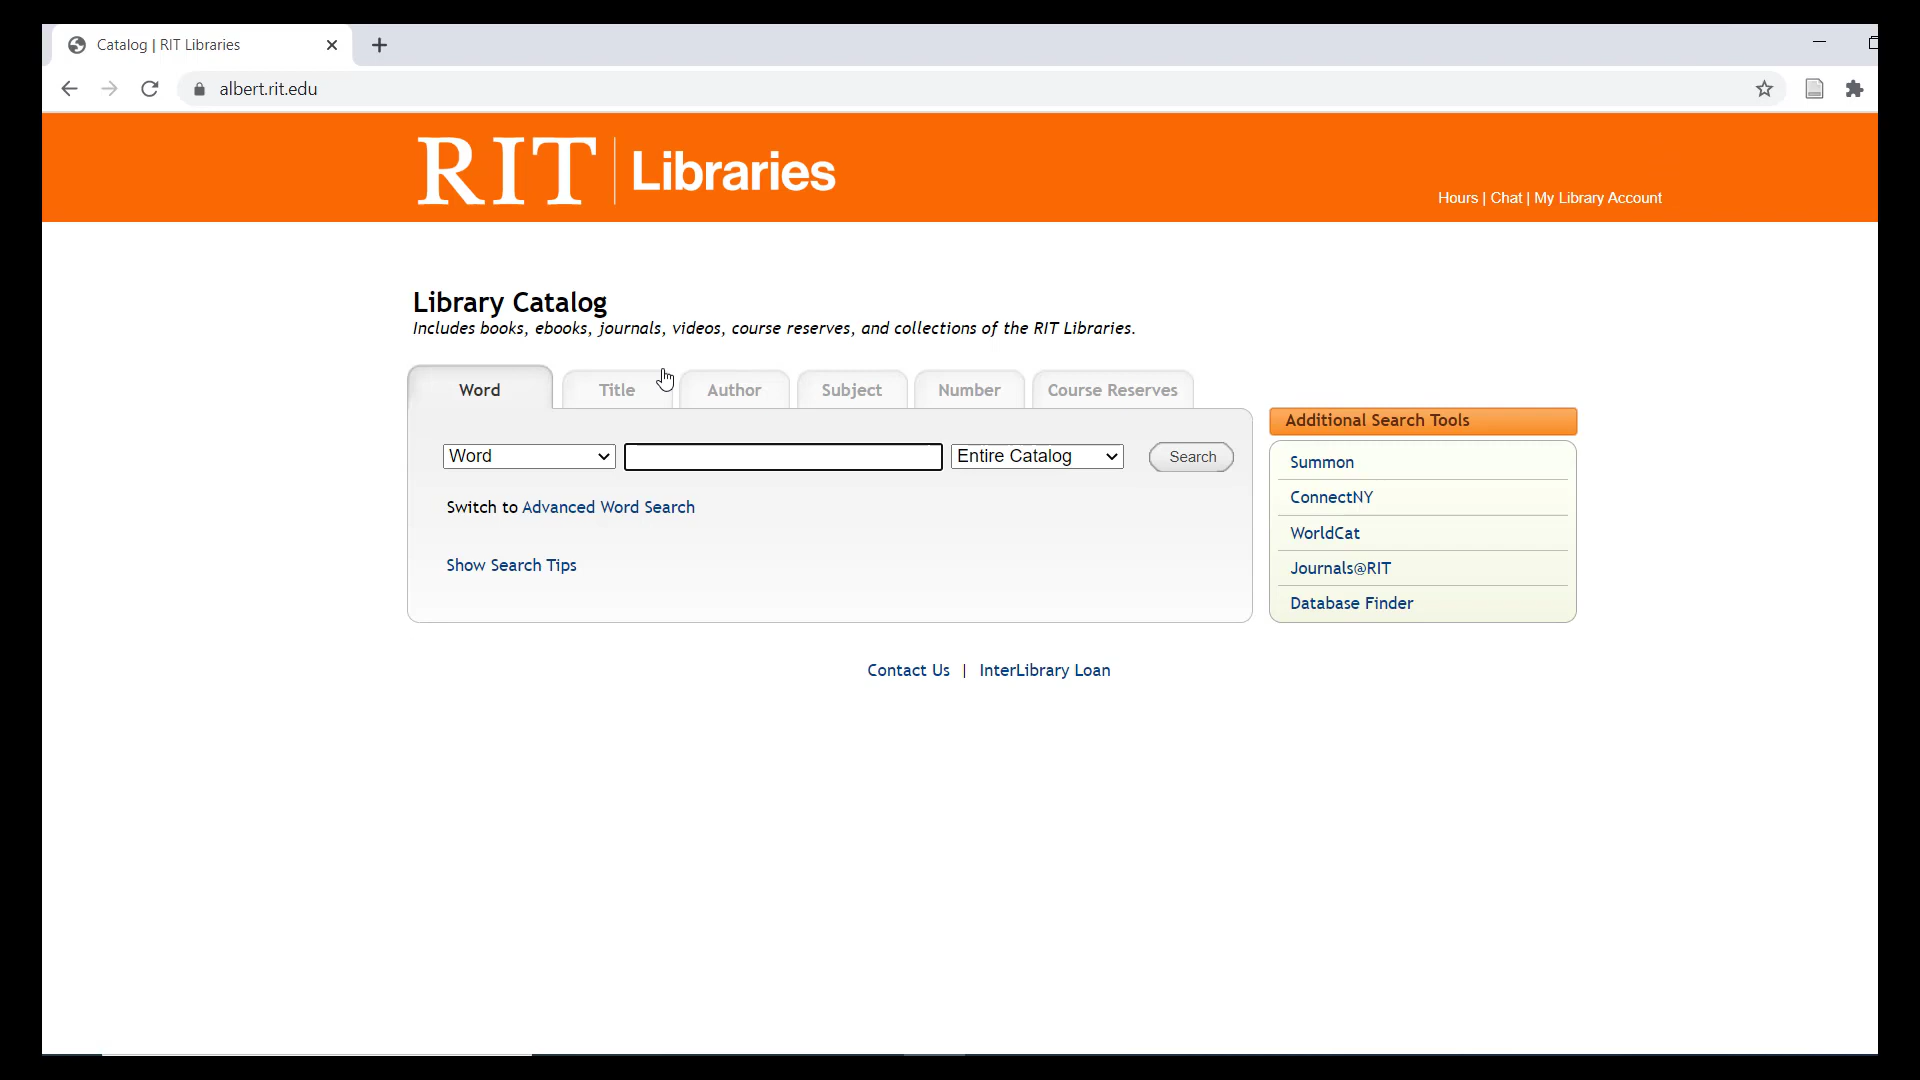 Catalog | RIT Libraries
albert.rit.edu
RIT | Libraries
Hours | Chat | My Library Account
Library Catalog
Includes books, ebooks, journals, videos, course reserves, and collections of the RIT Libraries.
Word Title Author Subject Number Course Reserves
Word Entire Catalog Search
Switch to Advanced Word Search
Show Search Tips
Additional Search Tools
Summon
ConnectNY
WorldCat
Journals@RIT
Database Finder
Contact Us | InterLibrary Loan